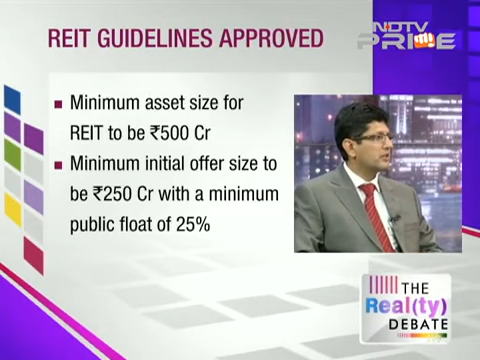 REIT GUIDELINES APPROVED
NDTV
PRIME
Minimum asset size for
REIT to be ₹500 Cr
Minimum initial offer size to
be ₹250 Cr with a minimum
public float of 25%
THE
Real(ty)
DEBATE